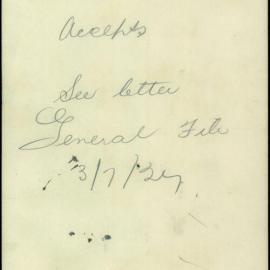 Accepts
See letter
General File
3/7/24